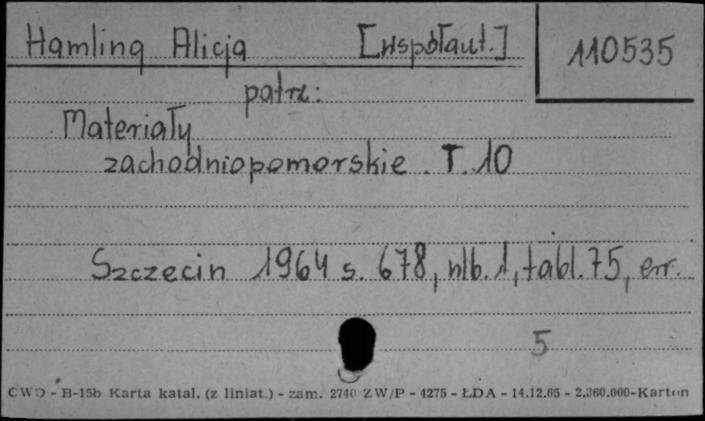 Hamling Alicja [współaut.] 110535
patrz:
Materiały
zachodniopomorskie. T. 10
Szczecin 1964 s. 678, nlb. 1, tabl. 75, err.
5
CWD - B-15b Karta katal. (z liniat.) - zam. 2740 ZW/P - 4275 - ŁDA - 14.12.65 - 2.360.000-Karton